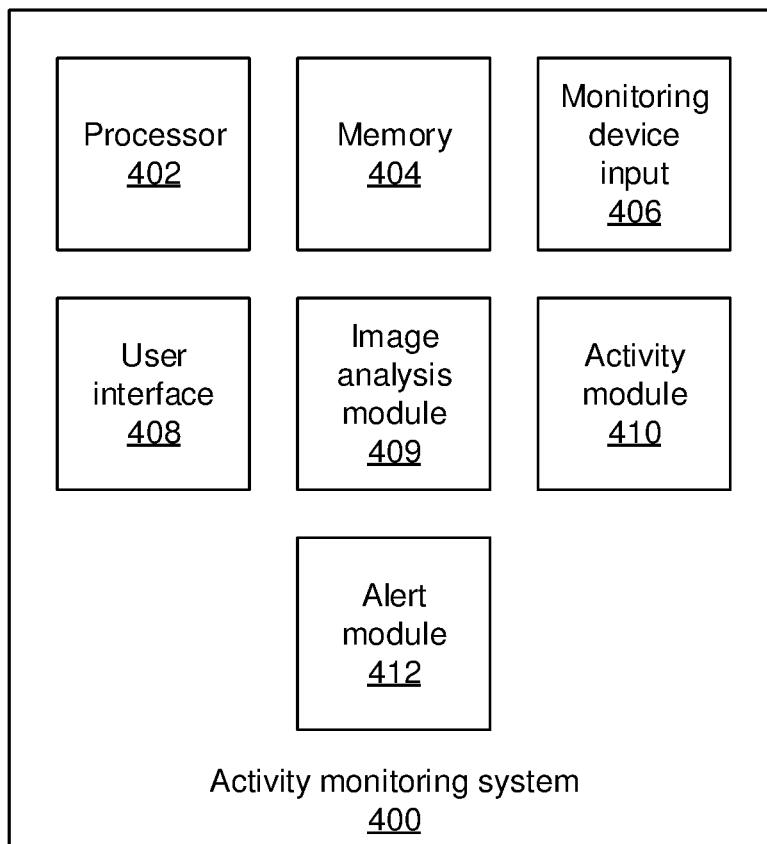 Processor
402
Memory
404
Monitoring
device
input
406
User
interface
408
Image
analysis
module
409
Activity
module
410
Alert
module
412
Activity monitoring system
400